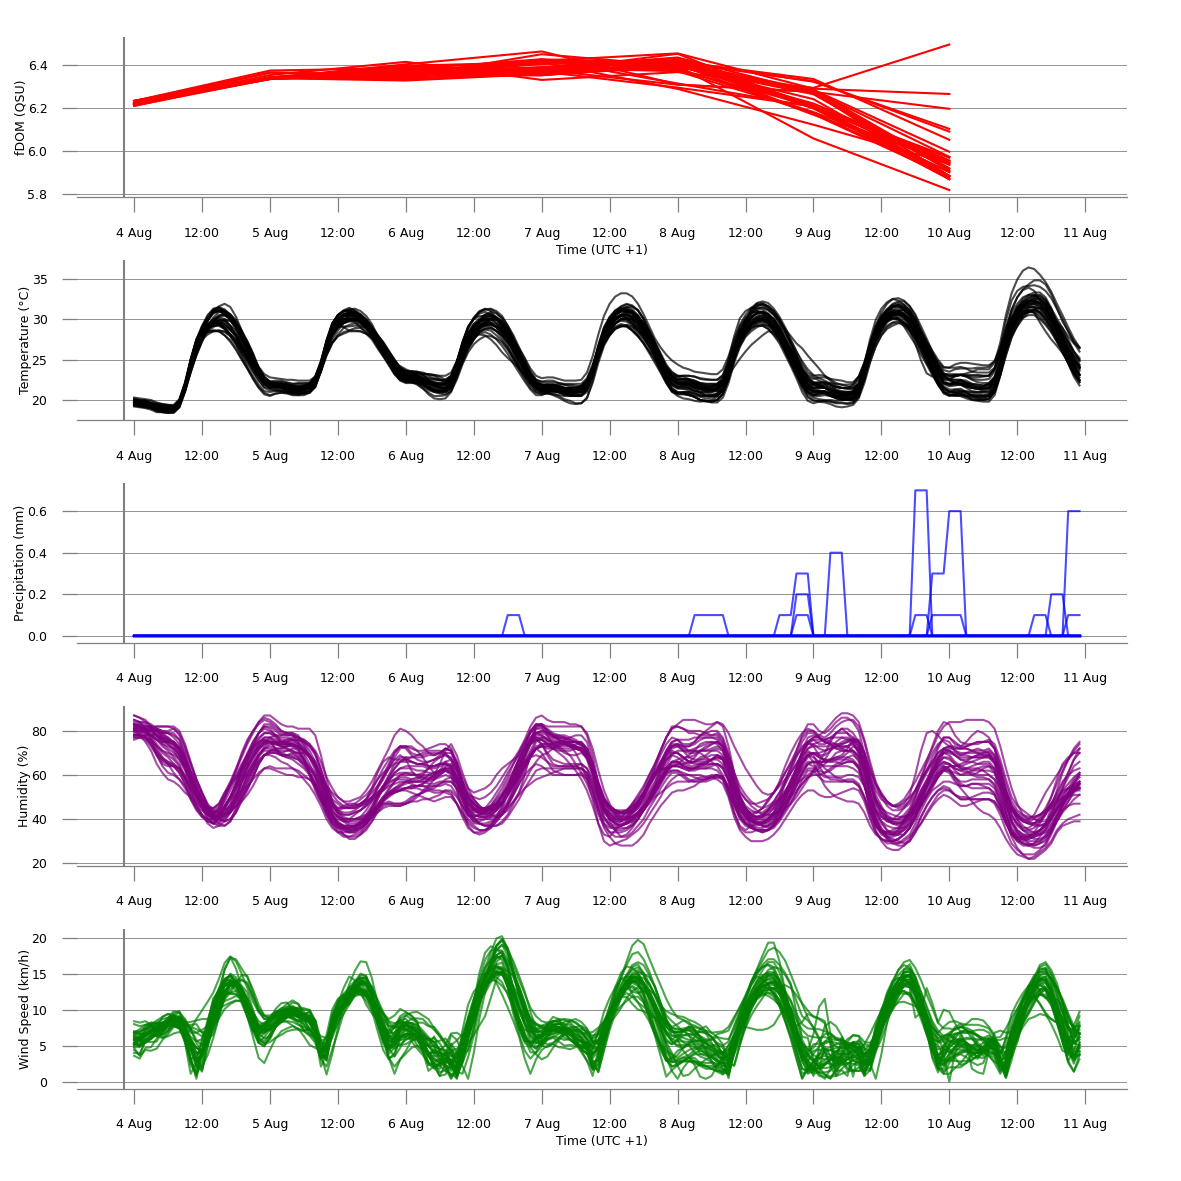 fDOM (QSU)
6.4
6.2
6.0
5.8
4 Aug 12:00 5 Aug 12:00 6 Aug 12:00 7 Aug 12:00 8 Aug 12:00 9 Aug 12:00 10 Aug 12:00 11 Aug
Time (UTC +1)
Temperature (°C)
35
30
25
20
4 Aug 12:00 5 Aug 12:00 6 Aug 12:00 7 Aug 12:00 8 Aug 12:00 9 Aug 12:00 10 Aug 12:00 11 Aug
Precipitation (mm)
0.6
0.4
0.2
0.0
4 Aug 12:00 5 Aug 12:00 6 Aug 12:00 7 Aug 12:00 8 Aug 12:00 9 Aug 12:00 10 Aug 12:00 11 Aug
Humidity (%)
80
60
40
20
4 Aug 12:00 5 Aug 12:00 6 Aug 12:00 7 Aug 12:00 8 Aug 12:00 9 Aug 12:00 10 Aug 12:00 11 Aug
Wind Speed (km/h)
20
15
10
5
0
4 Aug 12:00 5 Aug 12:00 6 Aug 12:00 7 Aug 12:00 8 Aug 12:00 9 Aug 12:00 10 Aug 12:00 11 Aug
Time (UTC +1)